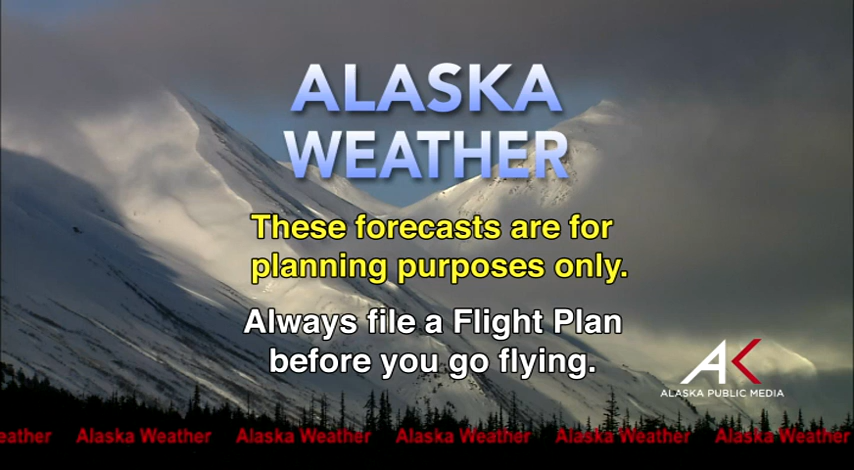 ALASKA
WEATHER
These forecasts are for
planning purposes only.
Always file a Flight Plan
before you go flying.
AK
ALASKA PUBLIC MEDIA
eather Alaska Weather Alaska Weather Alaska Weather Alaska Weather Alaska Weather